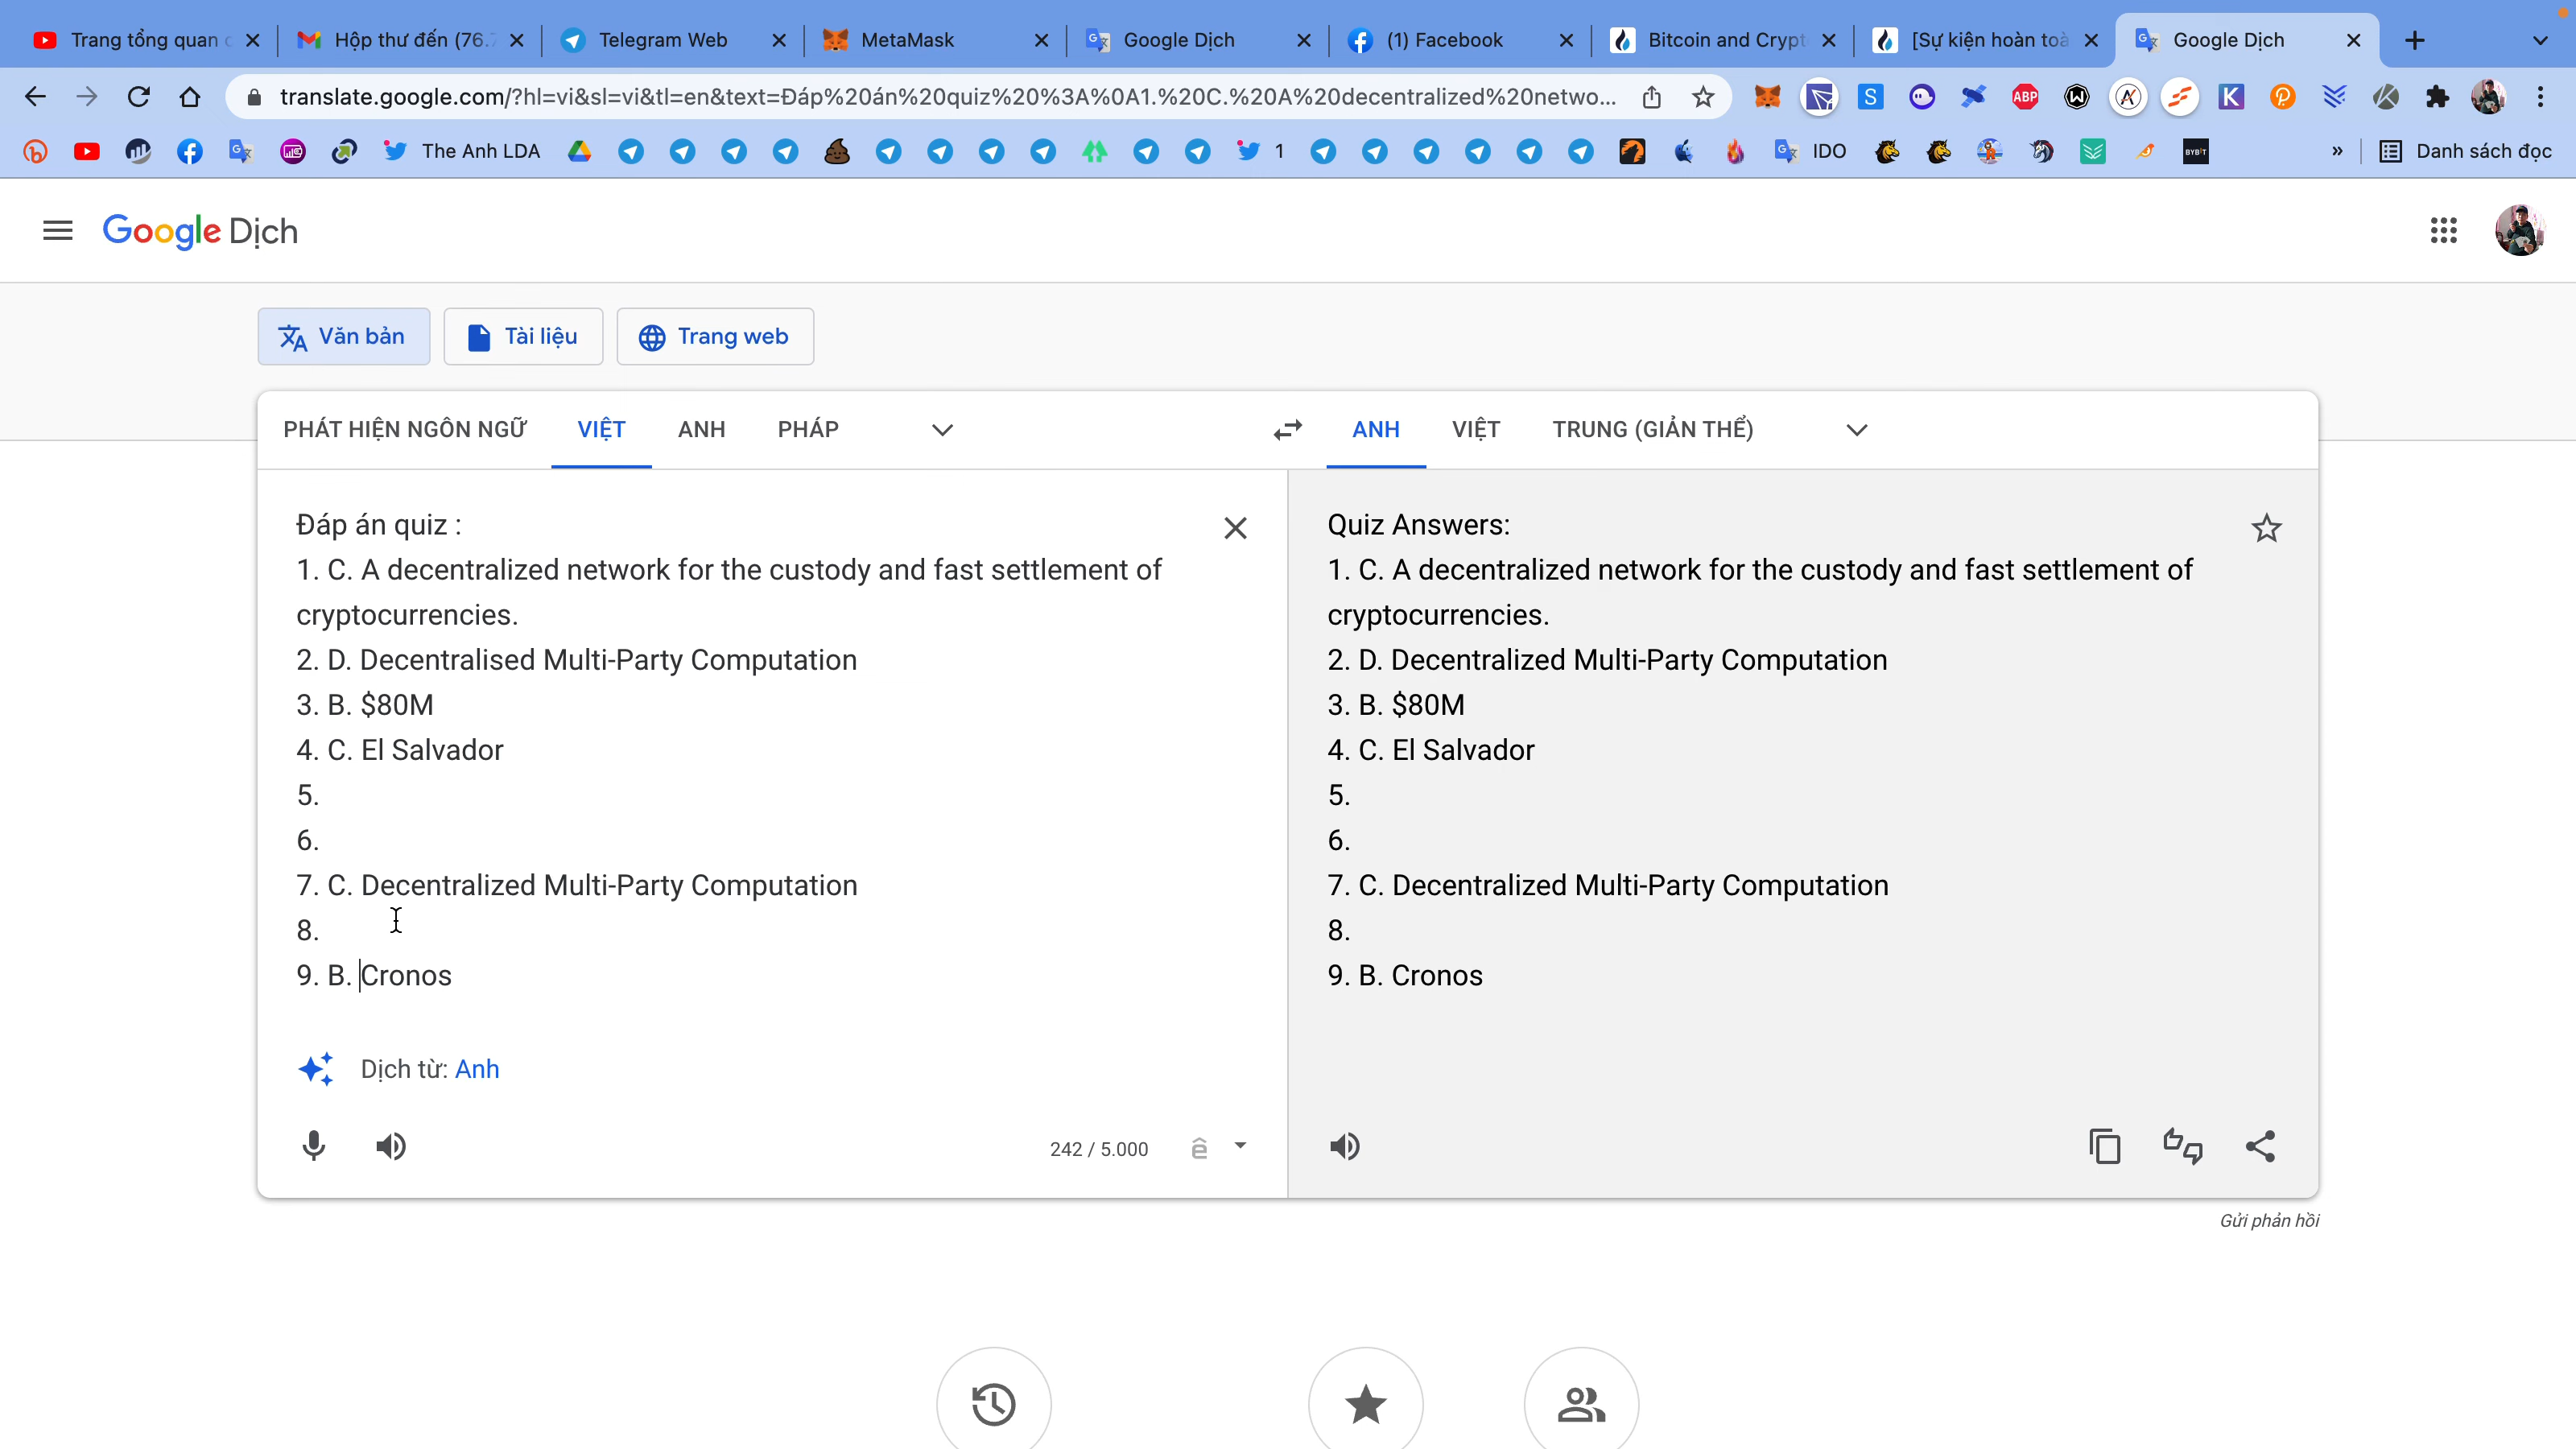 Trang tổng quan
Hộp thư đến (76.
Telegram Web
MetaMask
Google Dịch
(1) Facebook
Bitcoin and Crypt
[Sự kiện hoàn toà
Google Dịch
translate.google.com/?hl=vi&sl=vi&tl=en&text=Đáp%20án%20quiz%20%3A%0A1.%20C.%20A%20decentralized%20netwo...
The Anh LDA
1
IDO
BYBIT
»
Danh sách đọc
Google Dịch
Văn bản
Tài liệu
Trang web
PHÁT HIỆN NGÔN NGỮ VIỆT ANH PHÁP
ANH VIỆT TRUNG (GIẢN THỂ)
Đáp án quiz :
1. C. A decentralized network for the custody and fast settlement of
cryptocurrencies.
2. D. Decentralised Multi-Party Computation
3. B. $80M
4. C. El Salvador
5.
6.
7. C. Decentralized Multi-Party Computation
8.
9. B. Cronos
Dịch từ: Anh
242 / 5.000
Quiz Answers:
1. C. A decentralized network for the custody and fast settlement of
cryptocurrencies.
2. D. Decentralized Multi-Party Computation
3. B. $80M
4. C. El Salvador
5.
6.
7. C. Decentralized Multi-Party Computation
8.
9. B. Cronos
Gửi phản hồi